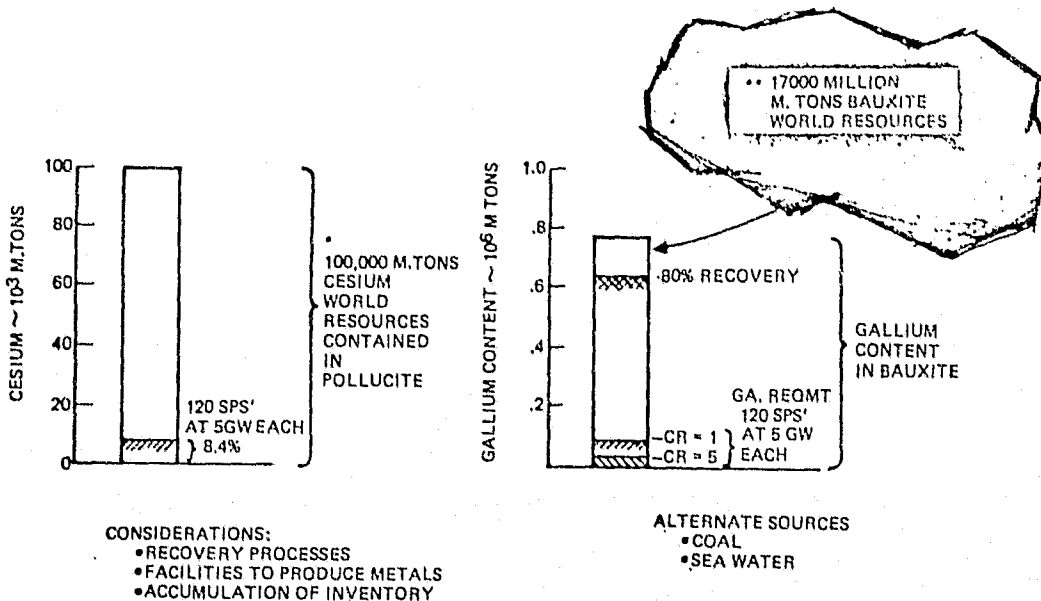 •• 17000 MILLION
M. TONS BAUXITE
WORLD RESOURCES
CESIUM ~ 10³ M.TONS
100
80
60
40
20
0
120 SPS'
AT 5GW EACH
8.4%
•
100,000 M.TONS
CESIUM
WORLD
RESOURCES
CONTAINED
IN
POLLUCITE
GALLIUM CONTENT ~ 10⁶ M TONS
1.0
.8
.6
.4
.2
-80% RECOVERY
GA. REQMT
120 SPS'
AT 5 GW
EACH
-CR = 1
-CR = 5
GALLIUM
CONTENT
IN BAUXITE
CONSIDERATIONS:
•RECOVERY PROCESSES
•FACILITIES TO PRODUCE METALS
•ACCUMULATION OF INVENTORY
ALTERNATE SOURCES
•COAL
•SEA WATER